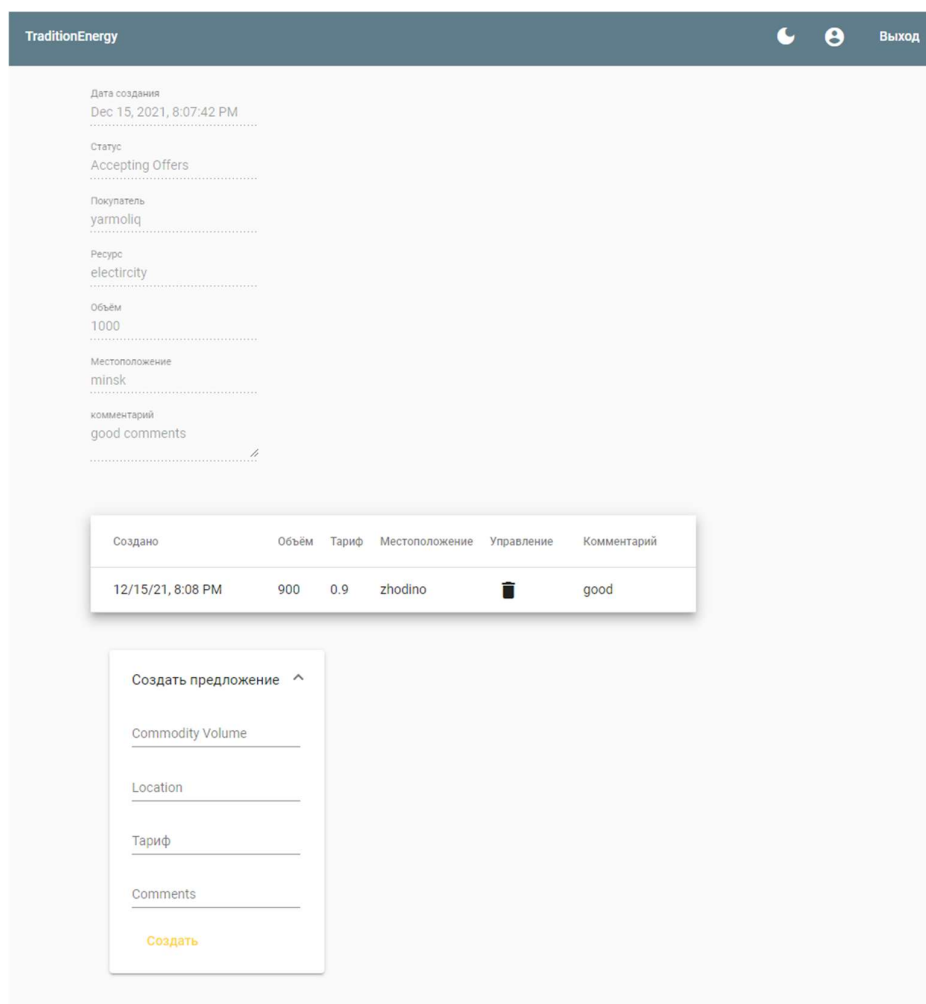 TraditionEnergy Выход
Дата создания
Dec 15, 2021, 8:07:42 PM
Статус
Accepting Offers
Покупатель
yarmoliq
Ресурс
electircity
Объём
1000
Местоположение
minsk
комментарий
good comments
Создано Объём Тариф Местоположение Управление Комментарий
12/15/21, 8:08 PM 900 0.9 zhodino good
Создать предложение
Commodity Volume
Location
Тариф
Comments
Создать